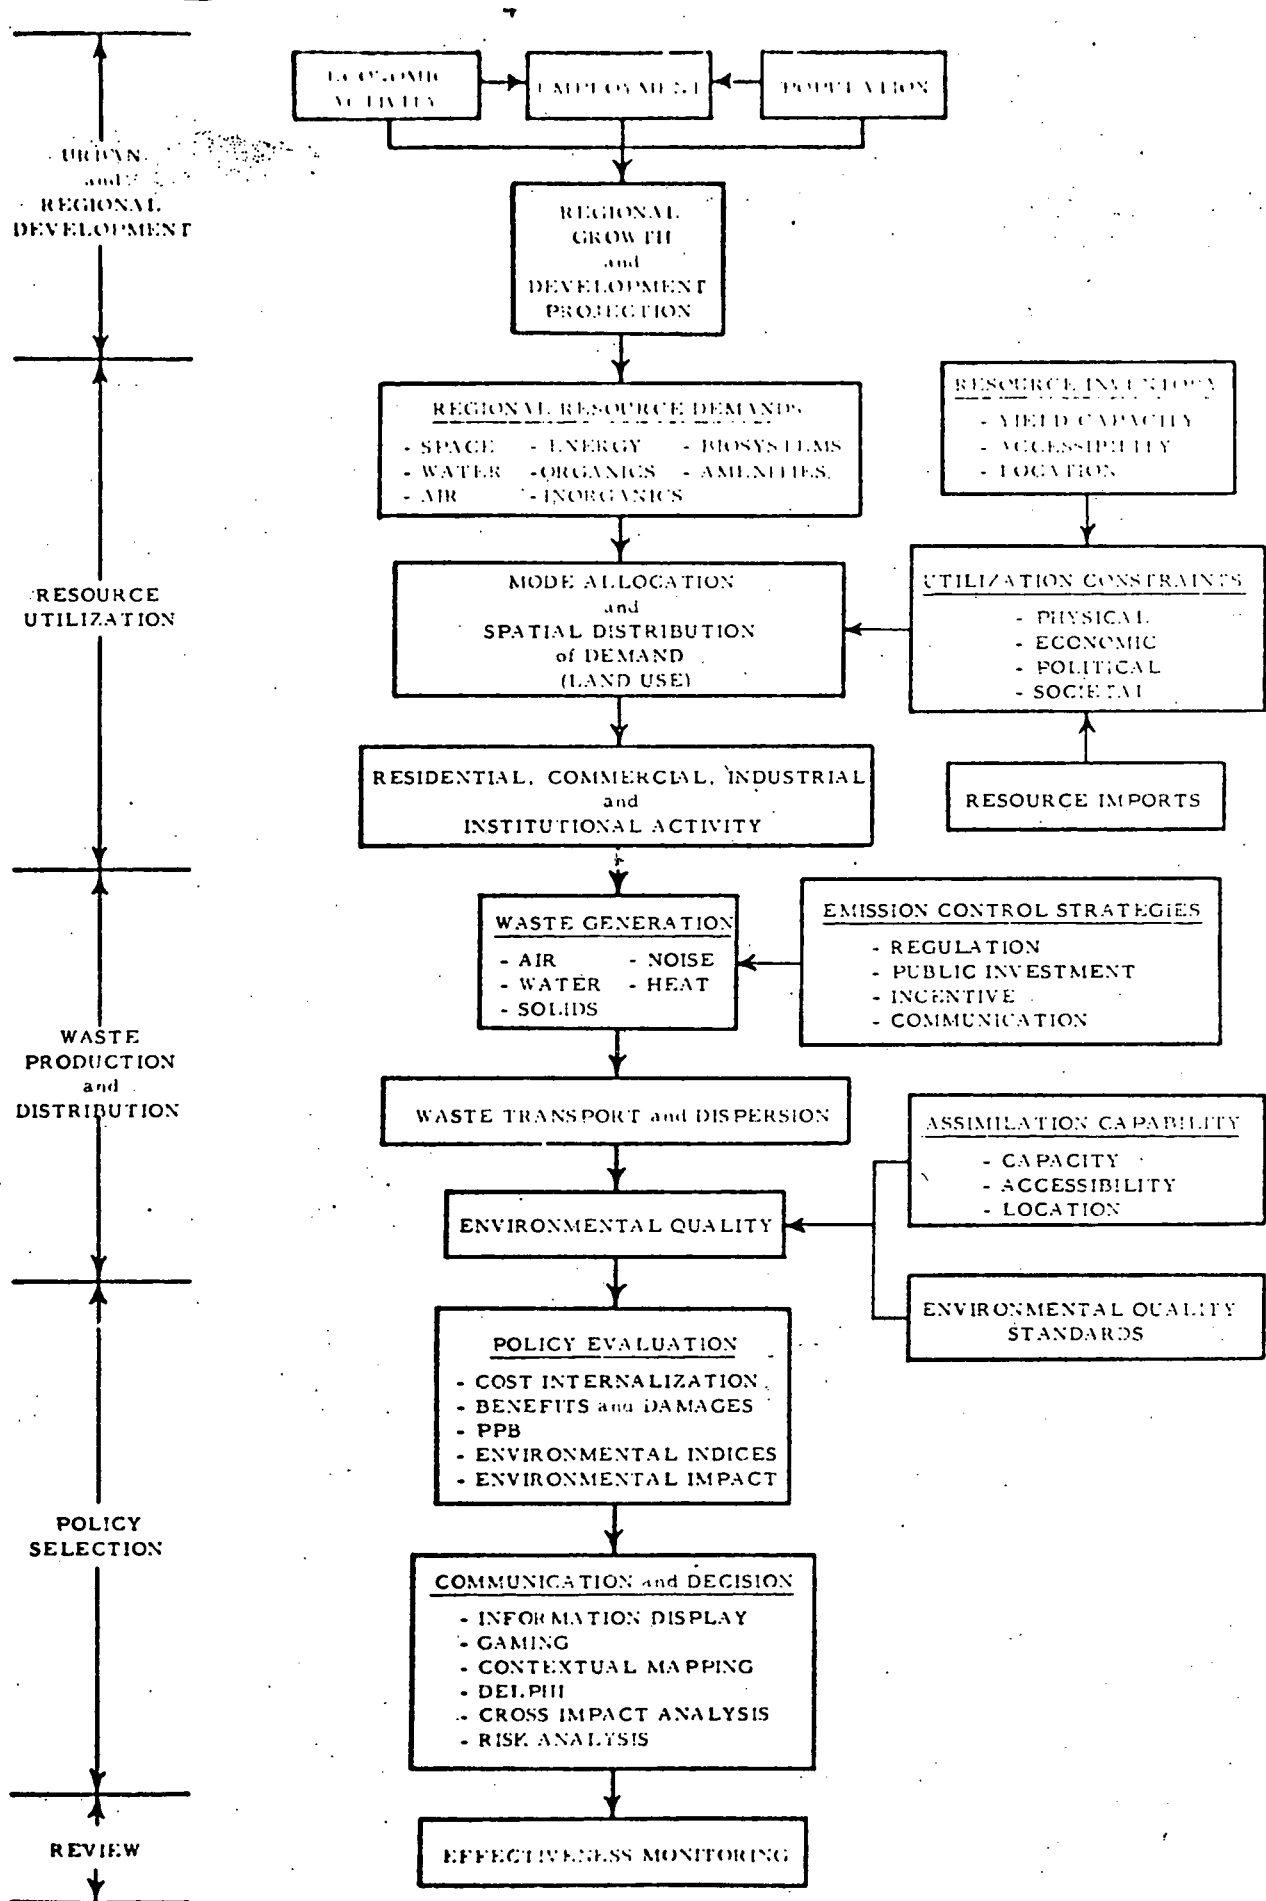 ECONOMIC
ACTIVITY
EMPLOYMENT
POPULATION
URBAN
and
REGIONAL
DEVELOPMENT
REGIONAL
GROWTH
and
DEVELOPMENT
PROJECTION
RESOURCE
UTILIZATION
REGIONAL RESOURCE DEMANDS
- SPACE - ENERGY - BIOSYSTEMS
- WATER -ORGANICS - AMENITIES
- AIR - INORGANICS
RESOURCE INVENTORY
- YIELD CAPACITY
- ACCESSIBILITY
- LOCATION
MODE ALLOCATION
and
SPATIAL DISTRIBUTION
of DEMAND
(LAND USE)
UTILIZATION CONSTRAINTS
- PHYSICAL
- ECONOMIC
- POLITICAL
- SOCIETAL
RESIDENTIAL, COMMERCIAL, INDUSTRIAL
and
INSTITUTIONAL ACTIVITY
RESOURCE IMPORTS
WASTE
PRODUCTION
and
DISTRIBUTION
WASTE GENERATION
- AIR - NOISE
- WATER - HEAT
- SOLIDS
EMISSION CONTROL STRATEGIES
- REGULATION
- PUBLIC INVESTMENT
- INCENTIVE
- COMMUNICATION
WASTE TRANSPORT and DISPERSION
ASSIMILATION CAPABILITY
- CAPACITY
- ACCESSIBILITY
- LOCATION
ENVIRONMENTAL QUALITY
ENVIRONMENTAL QUALITY
STANDARDS
POLICY
SELECTION
POLICY EVALUATION
- COST INTERNALIZATION
- BENEFITS and DAMAGES
- PPB
- ENVIRONMENTAL INDICES
- ENVIRONMENTAL IMPACT
COMMUNICATION and DECISION
- INFORMATION DISPLAY
- GAMING
- CONTEXTUAL MAPPING
- DELPHI
- CROSS IMPACT ANALYSIS
- RISK ANALYSIS
REVIEW
EFFECTIVENESS MONITORING